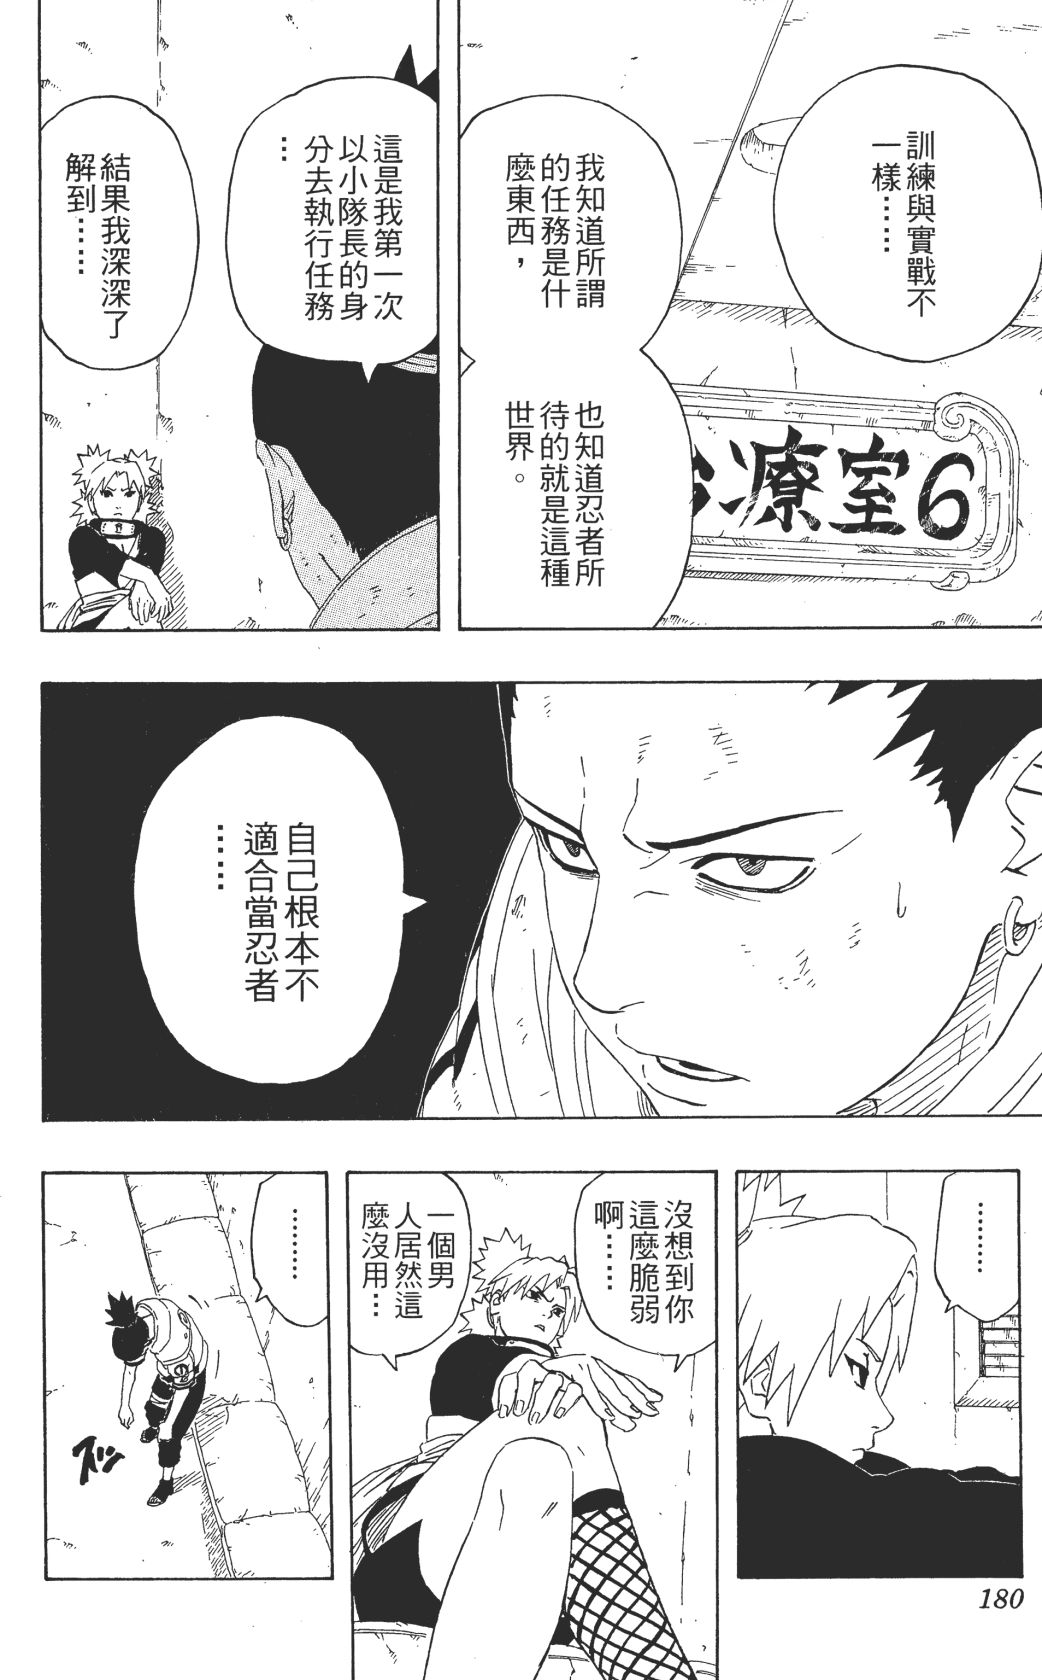 訓練與實戰不
一樣……
我知道所謂
的任務是什
麼東西，
也知道忍者所
待的就是這種
世界。
療室6
這是我第一次
以小隊長的身
分去執行任務
…
結果我深深了
解到……
自己根本不
適合當忍者
……
………
沒想到你
這麼脆弱
啊……
一個男
人居然這
麼沒用…
………
ズンッ
180